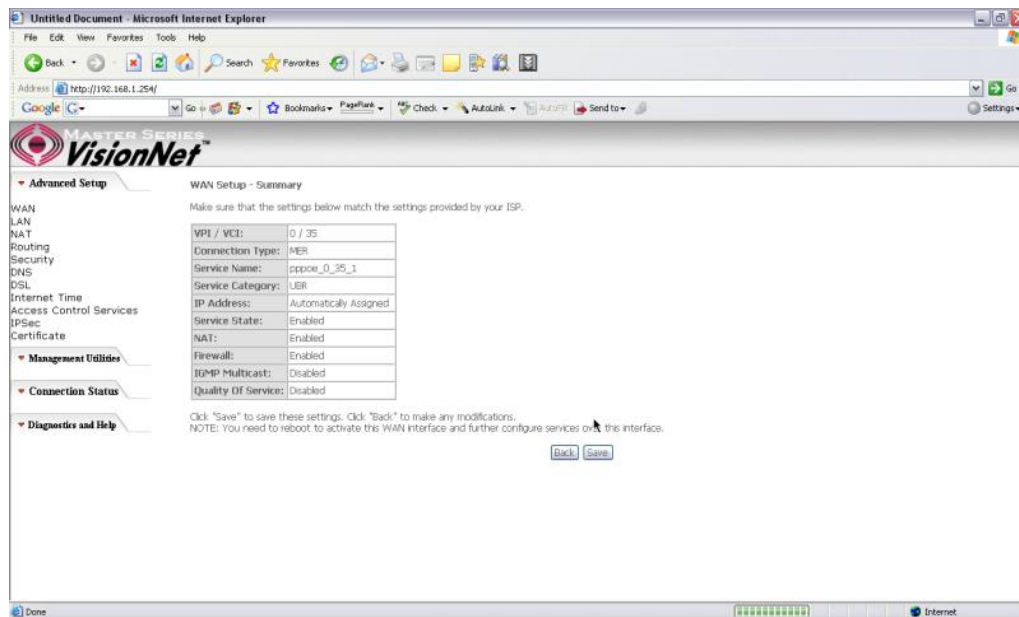 Untitled Document - Microsoft Internet Explorer
File Edit View Favorites Tools Help
Back Search Favorites
Address http://192.168.1.254/ Go
Google G Go Bookmarks PageRank Check AutoLink AutoFill Send to Settings
MASTER SERIES
VisionNet™
Advanced Setup
WAN
LAN
NAT
Routing
Security
DNS
DSL
Internet Time
Access Control Services
IPSec
Certificate
Management Utilities
Connection Status
Diagnostics and Help
WAN Setup - Summary
Make sure that the settings below match the settings provided by your ISP.
VPI / VCI: 0 / 35
Connection Type: MER
Service Name: pppoe_0_35_1
Service Category: UBR
IP Address: Automatically Assigned
Service State: Enabled
NAT: Enabled
Firewall: Enabled
IGMP Multicast: Disabled
Quality Of Service: Disabled
Click "Save" to save these settings. Click "Back" to make any modifications.
NOTE: You need to reboot to activate this WAN interface and further configure services over this interface.
Back Save
Done Internet